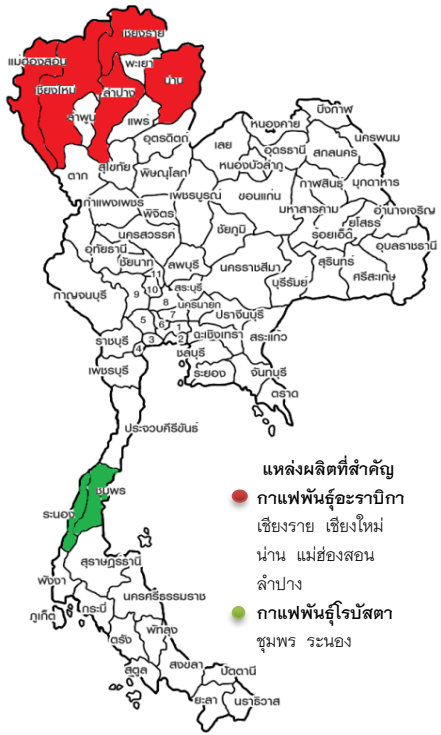 เชียงราย
แม่ฮ่องสอน
พะเยา
น่าน
เชียงใหม่
ลำปาง
ลำพูน
แพร่
อุตรดิตถ์
บึงกาฬ
หนองคาย
เลย
นครพนม
อุดรธานี
สกลนคร
หนองบัวลำภู
สุโขทัย
ตาก
พิษณุโลก
กาฬสินธุ์
มุกดาหาร
เพชรบูรณ์
ขอนแก่น
กำแพงเพชร
พิจิตร
มหาสารคาม
อำนาจเจริญ
ยโสธร
ร้อยเอ็ด
ชัยภูมิ
นครสวรรค์
อุบลราชธานี
อุทัยธานี
ชัยนาท
ลพบุรี
นครราชสีมา
สุรินทร์
ศรีสะเกษ
บุรีรัมย์
11
สระบุรี
กาญจนบุรี
9
10
8
นครนายก
7
ปราจีนบุรี
5
6
1
ฉะเชิงเทรา
สระแก้ว
ราชบุรี
3
2
4
ชลบุรี
เพชรบุรี
ระยอง
จันทบุรี
ตราด
ประจวบคีรีขันธ์
ชุมพร
ระนอง
สุราษฎร์ธานี
พังงา
นครศรีธรรมราช
กระบี่
ภูเก็ต
พัทลุง
ตรัง
สงขลา
สตูล
ปัตตานี
ยะลา
นราธิวาส
แหล่งผลิตที่สำคัญ
กาแฟพันธุ์อะราบิกา
เชียงราย เชียงใหม่
น่าน แม่ฮ่องสอน
ลำปาง
กาแฟพันธุ์โรบัสตา
ชุมพร ระนอง